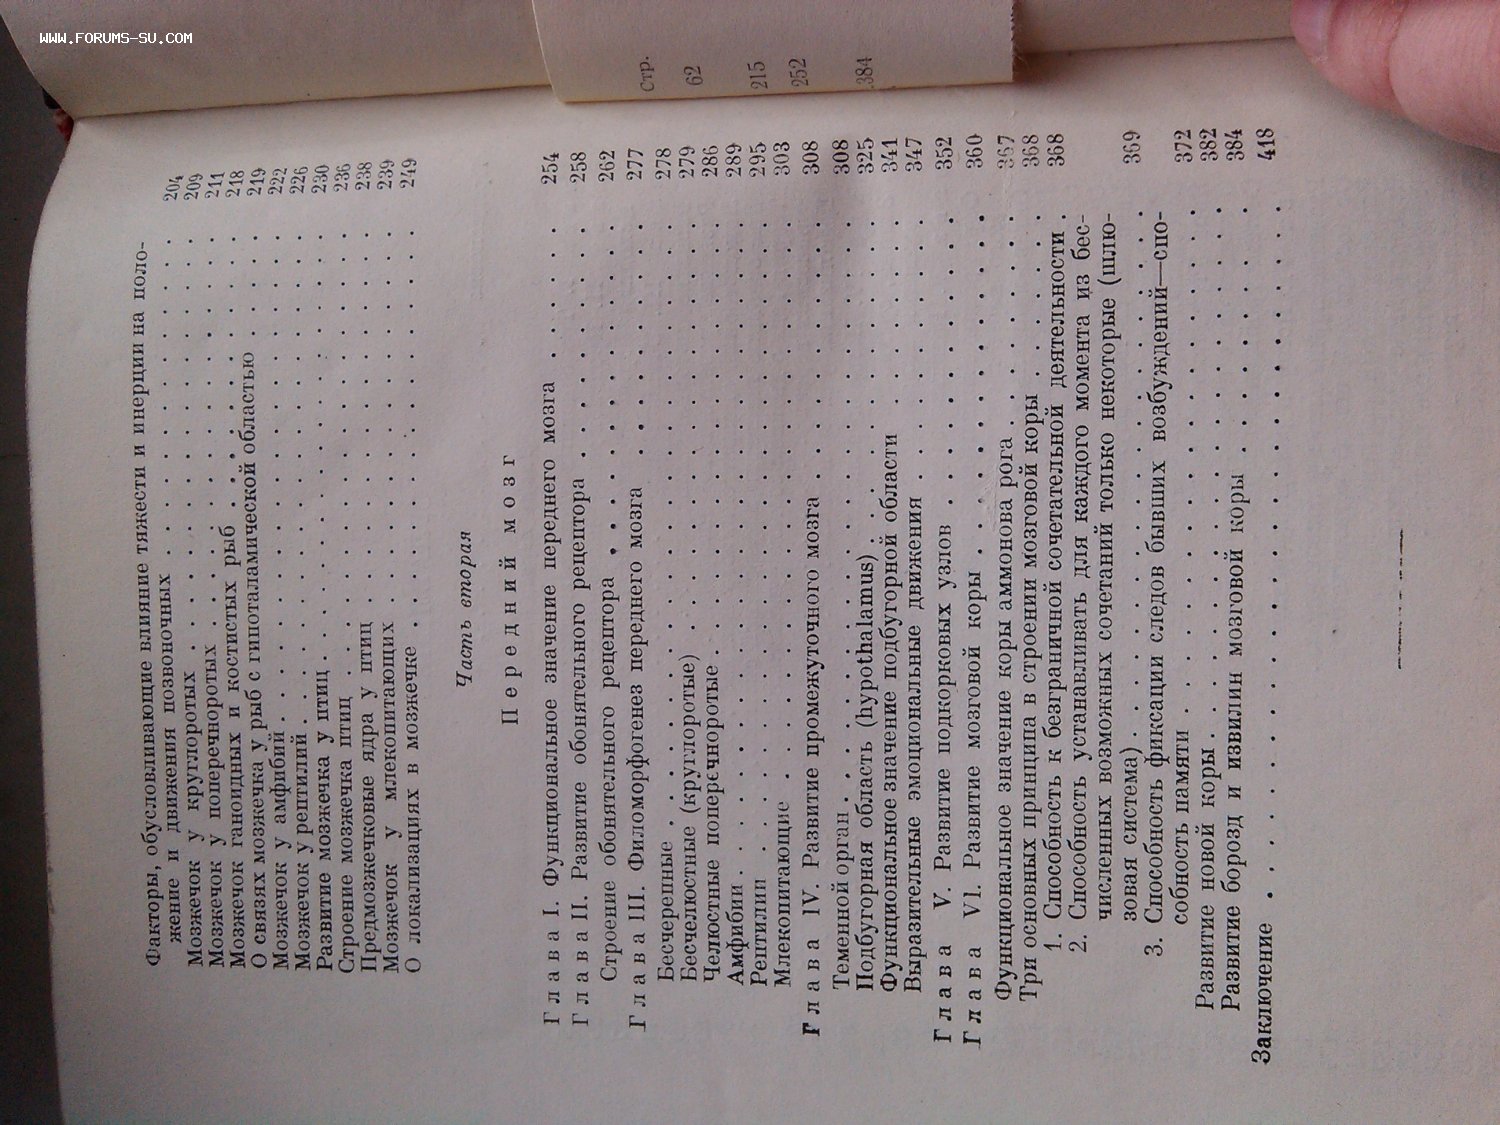 WWW.FORUMS-SU.COM
Стр.
62
215
252
384
Факторы, обусловливающие влияние тяжести и инерции на поло-
жение и движения позвоночных . . . . . . . . . . . . . 204
Мозжечок у круглоротых . . . . . . . . . . . . . . . . 209
Мозжечок у поперечноротых . . . . . . . . . . . . . . . 211
Мозжечок ганоидных и костистых рыб . . . . . . . . . . . 218
О связях мозжечка у рыб с гипоталамической областью . . . . . 219
Мозжечок у амфибий . . . . . . . . . . . . . . . . . . 222
Мозжечок у рептилий . . . . . . . . . . . . . . . . . . 226
Развитие мозжечка у птиц . . . . . . . . . . . . . . . . 230
Строение мозжечка птиц . . . . . . . . . . . . . . . . . 236
Предмозжечковые ядра у птиц . . . . . . . . . . . . . . 238
Мозжечок у млекопитающих . . . . . . . . . . . . . . . 239
О локализациях в мозжечке . . . . . . . . . . . . . . . 249
Часть вторая
Передний мозг
Глава I. Функциональное значение переднего мозга . . . . . . 254
Глава II. Развитие обонятельного рецептора . . . . . . . . . 258
Строение обонятельного рецептора . . . . . . . . . . . . . 262
Глава III. Филоморфогенез переднего мозга . . . . . . . . . 277
Бесчерепные . . . . . . . . . . . . . . . . . . . . . 278
Бесчелюстные (круглоротые) . . . . . . . . . . . . . . . 279
Челюстные поперечноротые . . . . . . . . . . . . . . . . 286
Амфибии . . . . . . . . . . . . . . . . . . . . . . . 289
Рептилии . . . . . . . . . . . . . . . . . . . . . . 295
Млекопитающие . . . . . . . . . . . . . . . . . . . . 303
Глава IV. Развитие промежуточного мозга . . . . . . . . . . 308
Теменной орган . . . . . . . . . . . . . . . . . . . . 308
Подбугорная область (hypothalamus) . . . . . . . . . . . . 325
Функциональное значение подбугорной области . . . . . . . . 341
Выразительные эмоциональные движения . . . . . . . . . . 347
Глава V. Развитие подкорковых узлов . . . . . . . . . . . 352
Глава VI. Развитие мозговой коры . . . . . . . . . . . . . 360
Функциональное значение коры аммонова рога . . . . . . . . 367
Три основных принципа в строении мозговой коры . . . . . . . 368
1. Способность к безграничной сочетательной деятельности . 368
2. Способность устанавливать для каждого момента из бес-
численных возможных сочетаний только некоторые (шлю-
зовая система) . . . . . . . . . . . . . . . . . . . 369
3. Способность фиксации следов бывших возбуждений—спо-
собность памяти . . . . . . . . . . . . . . . . . . 372
Развитие новой коры . . . . . . . . . . . . . . . . . . 382
Развитие борозд и извилин мозговой коры . . . . . . . . . . 384
Заключение . . . . . . . . . . . . . . . . . . . . . . 418